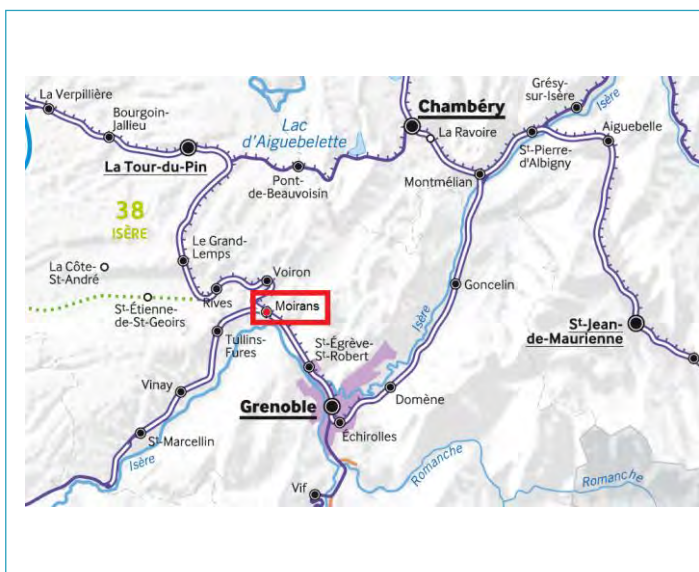 La Verpillière
Bourgoin-
Jallieu
La Tour-du-Pin
Lac
d'Aiguebelette
Pont-
de-Beauvoisin
Chambéry
La Ravoire
Montmélian
Grésy-
sur-Isère
Isère
St-Pierre-
d'Albigny
Aiguebelle
38
ISÈRE
La Côte-
St-André
St-Étienne-
de-St-Geoirs
Le Grand-
Lemps
Rives
Voiron
Moirans
Tullins-
Fures
St-Égrève-
St-Robert
Goncelin
Isère
St-Jean-
de-Maurienne
Vinay
St-Marcellin
Isère
Grenoble
Domène
Échirolles
Vif
Romanche
Romanche